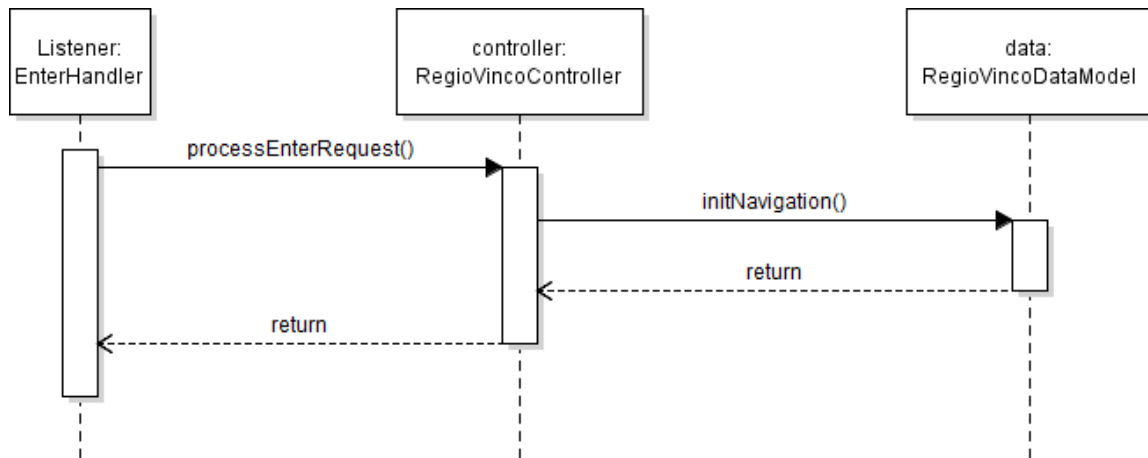 Listener:
EnterHandler
controller:
RegioVincoController
data:
RegioVincoDataModel
processEnterRequest()
initNavigation()
return
return